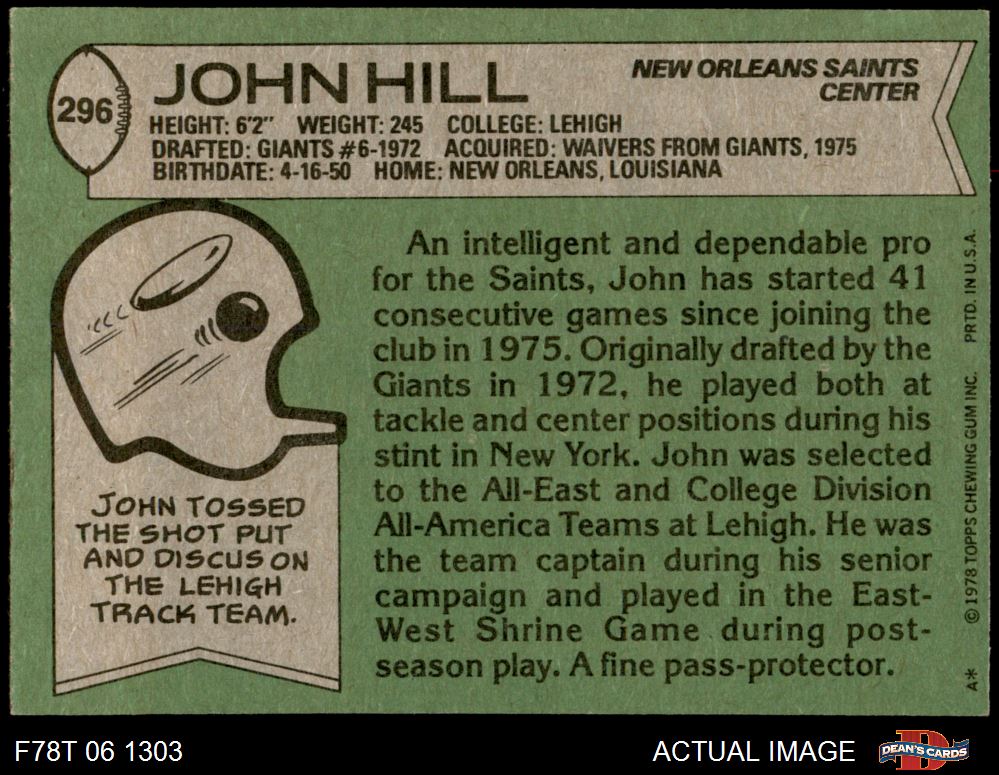 296
JOHN HILL
NEW ORLEANS SAINTS
CENTER
HEIGHT: 6'2" WEIGHT: 245 COLLEGE: LEHIGH
DRAFTED: GIANTS #6-1972 ACQUIRED: WAIVERS FROM GIANTS, 1975
BIRTHDATE: 4-16-50 HOME: NEW ORLEANS, LOUISIANA
An intelligent and dependable pro
for the Saints, John has started 41
consecutive games since joining the
club in 1975. Originally drafted by the
Giants in 1972, he played both at
tackle and center positions during his
stint in New York. John was selected
to the All-East and College Division
All-America Teams at Lehigh. He was
the team captain during his senior
campaign and played in the East-
West Shrine Game during post-
season play. A fine pass-protector.
JOHN TOSSED
THE SHOT PUT
AND DISCUS ON
THE LEHIGH
TRACK TEAM.
A* © 1978 TOPPS CHEWING GUM INC. PRTD. IN U.S.A.
F78T 06 1303
ACTUAL IMAGE
D
DEAN'S CARDS